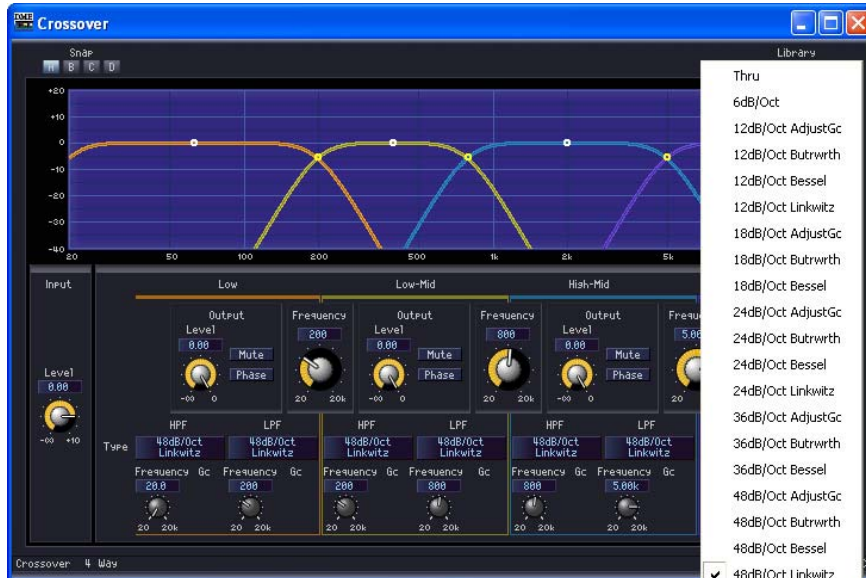 DME Crossover
Snap
Library
A B C D
+20
+10
0
-10
-20
-30
-40
20 50 100 200 500 1k 2k 5k
Input
Low
Low-Mid
High-Mid
Output
Level
0.00
Mute
Phase
-∞ 0
Frequency
200
20 20k
Output
Level
0.00
Mute
Phase
-∞ 0
Frequency
800
20 20k
Output
Level
0.00
Mute
Phase
-∞ 0
5.00
20
Level
0.00
-∞ +10
HPF LPF HPF LPF HPF LPF
Type
48dB/Oct Linkwitz
48dB/Oct Linkwitz
48dB/Oct Linkwitz
48dB/Oct Linkwitz
48dB/Oct Linkwitz
48dB/Oct Linkwitz
Frequency Gc Frequency Gc Frequency Gc Frequency Gc Frequency Gc Frequency Gc
20.0 200 200 800 800 5.00k
20 20k 20 20k 20 20k 20 20k 20 20k 20 20k
Crossover 4 Way
Thru
6dB/Oct
12dB/Oct AdjustGc
12dB/Oct Butrwrth
12dB/Oct Bessel
12dB/Oct Linkwitz
18dB/Oct AdjustGc
18dB/Oct Butrwrth
18dB/Oct Bessel
24dB/Oct AdjustGc
24dB/Oct Butrwrth
24dB/Oct Bessel
24dB/Oct Linkwitz
36dB/Oct AdjustGc
36dB/Oct Butrwrth
36dB/Oct Bessel
48dB/Oct AdjustGc
48dB/Oct Butrwrth
48dB/Oct Bessel
48dB/Oct Linkwitz